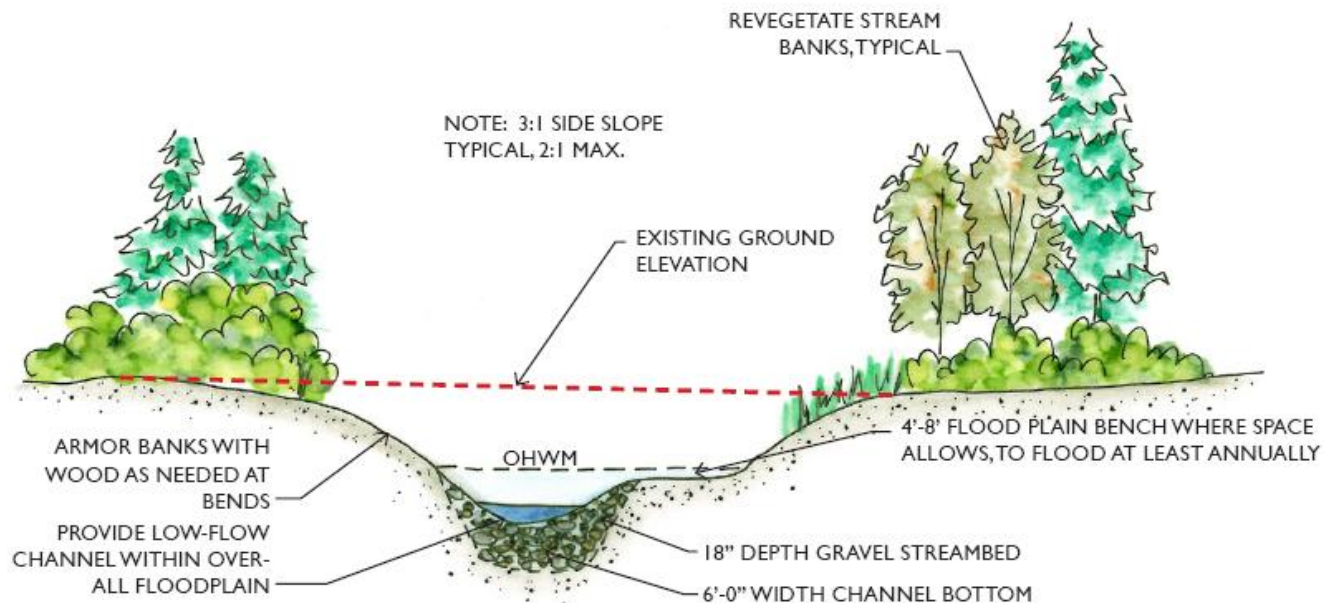 REVEGETATE STREAM
BANKS, TYPICAL
NOTE: 3:1 SIDE SLOPE
TYPICAL, 2:1 MAX.
EXISTING GROUND
ELEVATION
ARMOR BANKS WITH
WOOD AS NEEDED AT
BENDS
OHWM
4'-8' FLOOD PLAIN BENCH WHERE SPACE
ALLOWS, TO FLOOD AT LEAST ANNUALLY
PROVIDE LOW-FLOW
CHANNEL WITHIN OVER-
ALL FLOODPLAIN
18" DEPTH GRAVEL STREAMBED
6'-0" WIDTH CHANNEL BOTTOM